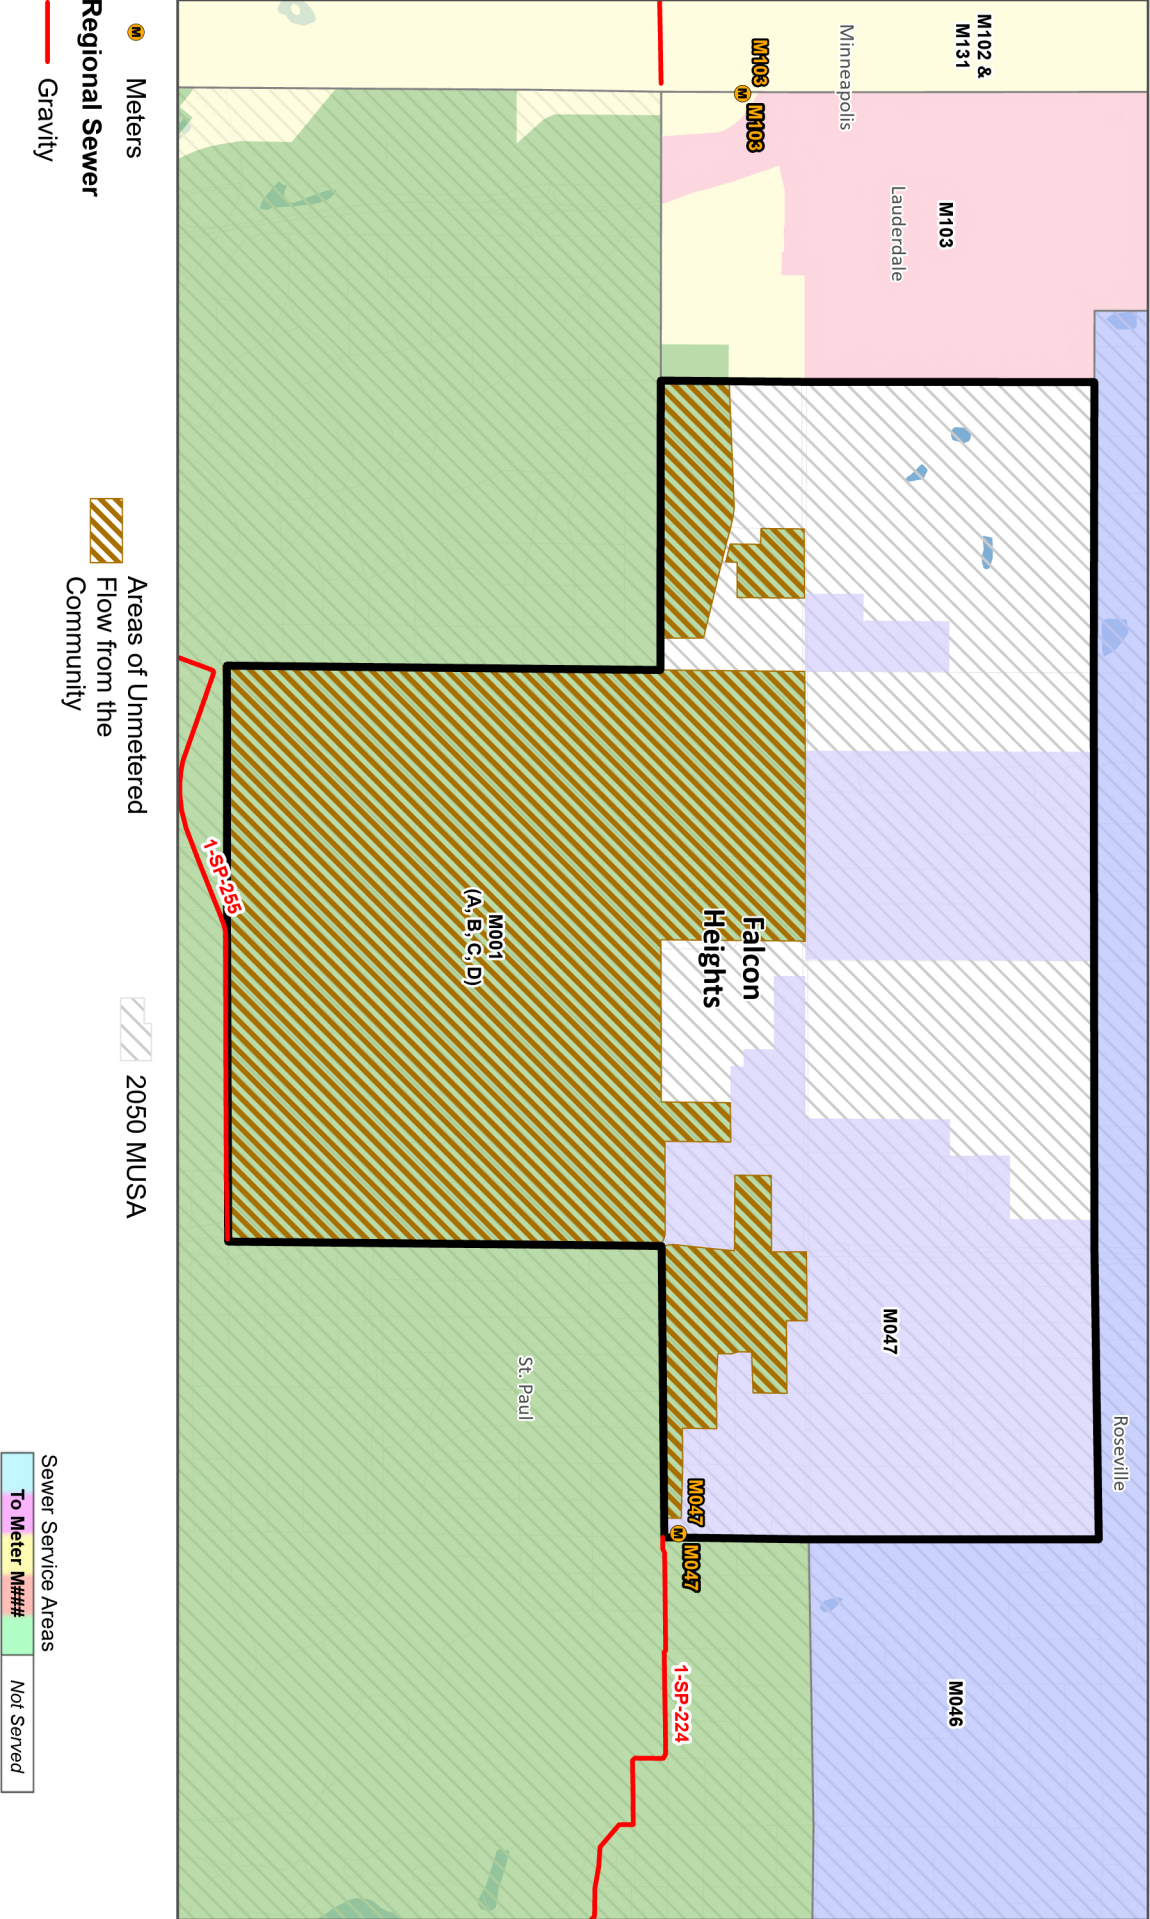 M102 &
M131
Minneapolis
M103
M103
M103
Lauderdale
Roseville
Falcon
Heights
M047
M001
(A, B, C, D)
M047
M047
M046
St. Paul
1-SP-224
1-SP-255
Meters
Regional Sewer
Gravity
Areas of Unmetered
Flow from the
Community
2050 MUSA
Sewer Service Areas
To Meter M###
Not Served
M
M
M